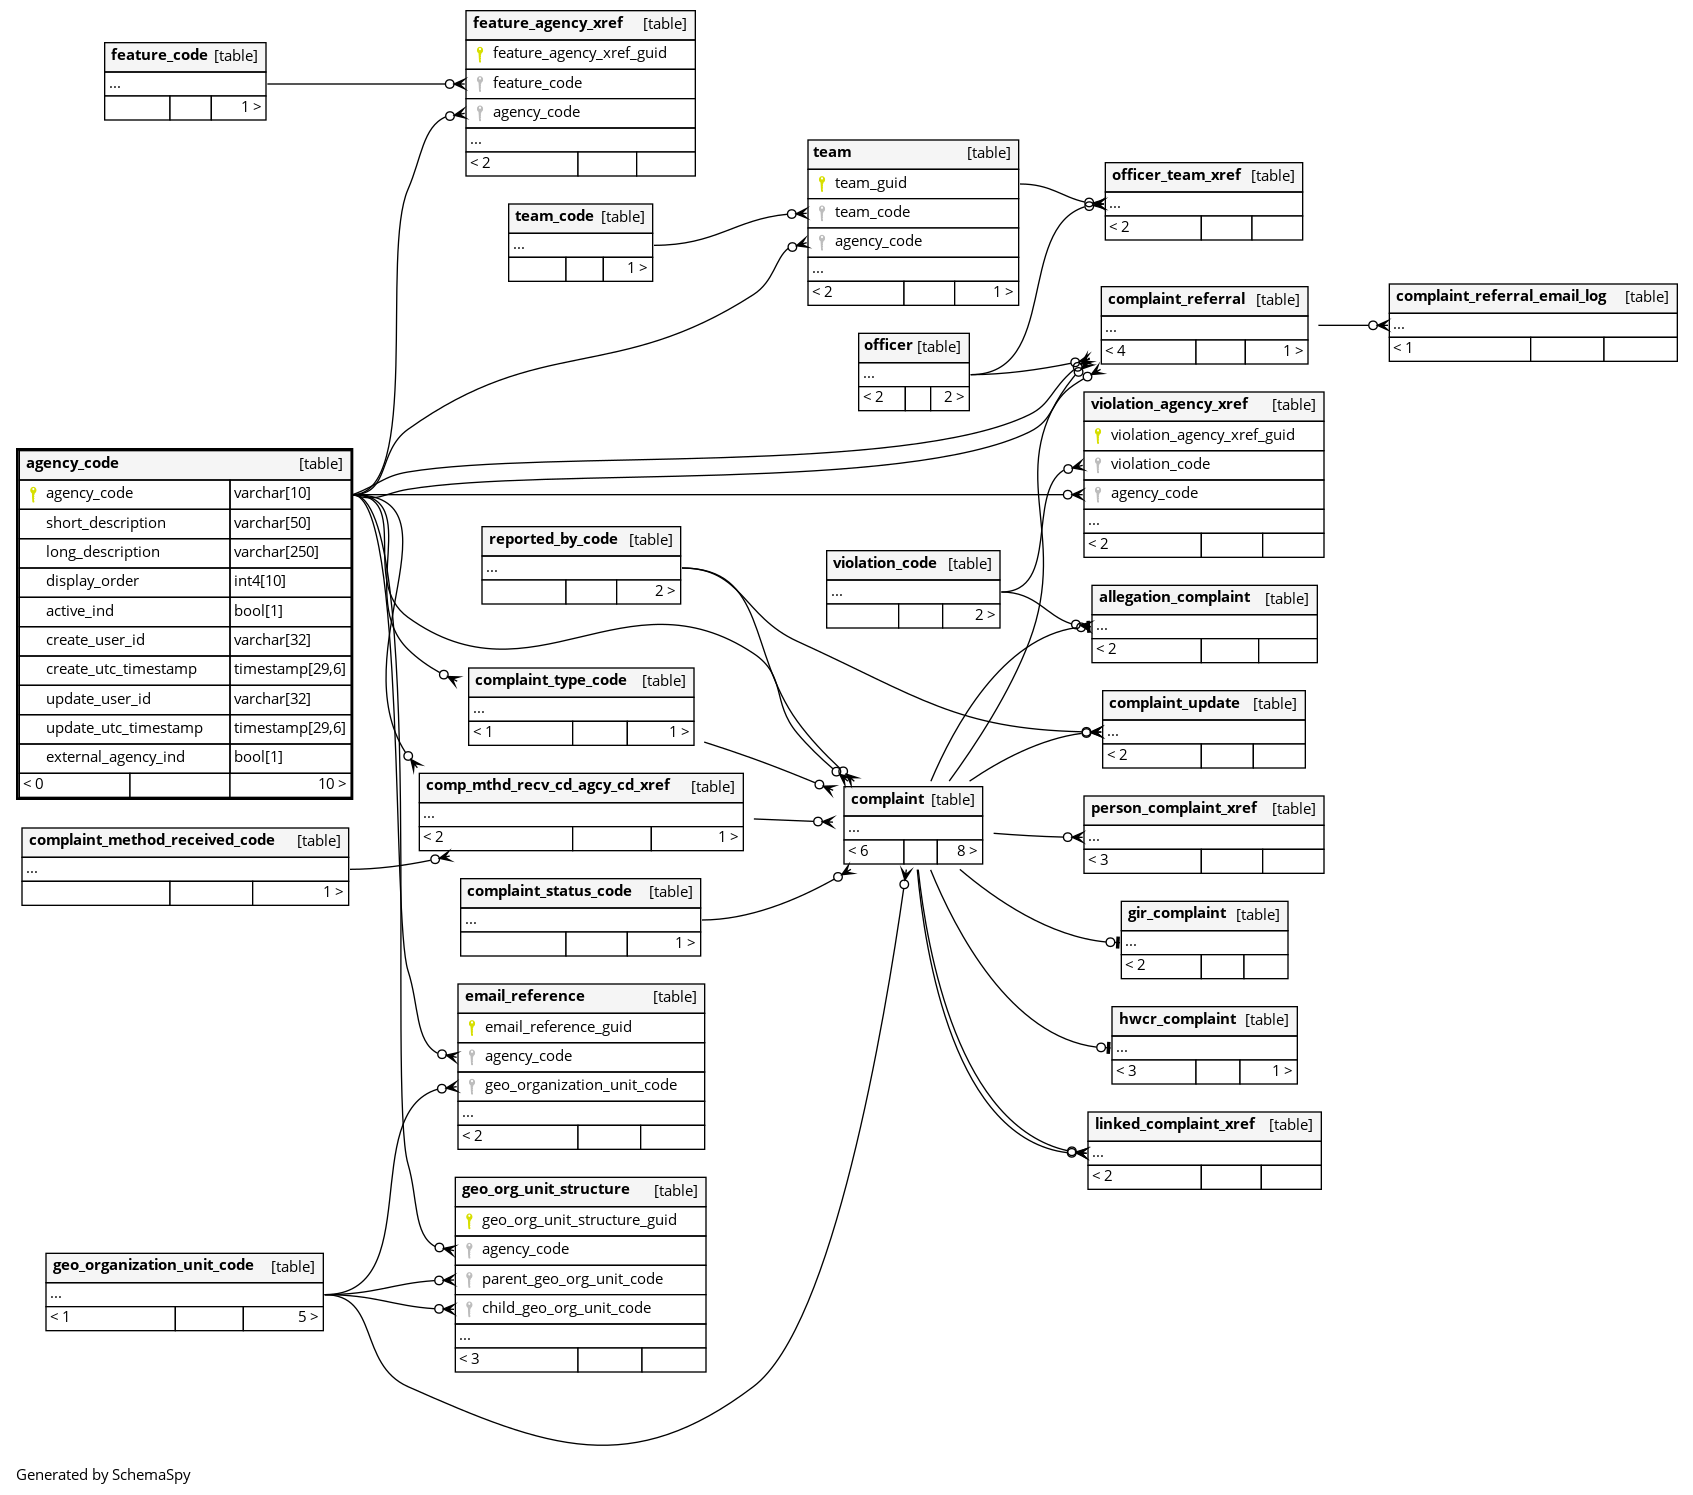 feature_code [table]
...
1 >
feature_agency_xref [table]
feature_agency_xref_guid
feature_code
agency_code
...
< 2
team_code [table]
...
1 >
team [table]
team_guid
team_code
agency_code
...
< 2 1 >
officer_team_xref [table]
...
< 2
officer [table]
...
< 2 2 >
complaint_referral [table]
...
< 4 1 >
complaint_referral_email_log [table]
...
< 1
violation_agency_xref [table]
violation_agency_xref_guid
violation_code
agency_code
...
< 2
agency_code [table]
agency_code varchar[10]
short_description varchar[50]
long_description varchar[250]
display_order int4[10]
active_ind bool[1]
create_user_id varchar[32]
create_utc_timestamp timestamp[29,6]
update_user_id varchar[32]
update_utc_timestamp timestamp[29,6]
external_agency_ind bool[1]
< 0 10 >
reported_by_code [table]
...
2 >
violation_code [table]
...
2 >
allegation_complaint [table]
...
< 2
complaint_type_code [table]
...
< 1 1 >
complaint_update [table]
...
< 2
comp_mthd_recv_cd_agcy_cd_xref [table]
...
< 2 1 >
complaint [table]
...
< 6 8 >
person_complaint_xref [table]
...
< 3
complaint_method_received_code [table]
...
1 >
complaint_status_code [table]
...
1 >
gir_complaint [table]
...
< 2
email_reference [table]
email_reference_guid
agency_code
geo_organization_unit_code
...
< 2
hwcr_complaint [table]
...
< 3 1 >
linked_complaint_xref [table]
...
< 2
geo_org_unit_structure [table]
geo_org_unit_structure_guid
agency_code
parent_geo_org_unit_code
child_geo_org_unit_code
...
< 3
geo_organization_unit_code [table]
...
< 1 5 >
Generated by SchemaSpy